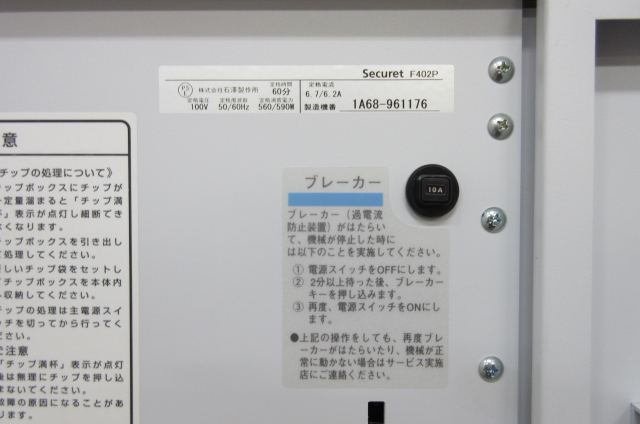 Securet F402P
PS E 株式会社石澤製作所 定格時間 60分 定格電流 6.7/6.2A
定格電圧 100V 定格周波数 50/60Hz 定格消費電力 560/590W 製造機番 1A68-961176
10A
ブレーカー
ブレーカー(過電流
防止装置)がはたらい
て、機械が停止した時に
は以下のことを実施してください。
① 電源スイッチをOFFにします。
② 2分以上待った後、ブレーカー
キーを押し込みます。
③ 再度、電源スイッチをONにし
ます。
●上記の操作をしても、再度ブレ
ーカーがはたらいたり、機械が正
常に動かない場合はサービス実施
店にご連絡ください。
意
チップの処理について》
チップボックスにチップが
定量溜まると「チップ満
」表示が点灯し細断でき
くなります。
チップボックスを引き出し
処理してください。
しいチップ袋をセットし
チップボックスを本体内
収納してください。
チップの処理は主電源スイ
チを切ってから行ってく
さい。
ご注意
「チップ満杯」表示が点灯
後は無理にチップを押し込
まないでください。
故障の原因になることがあ
ります。